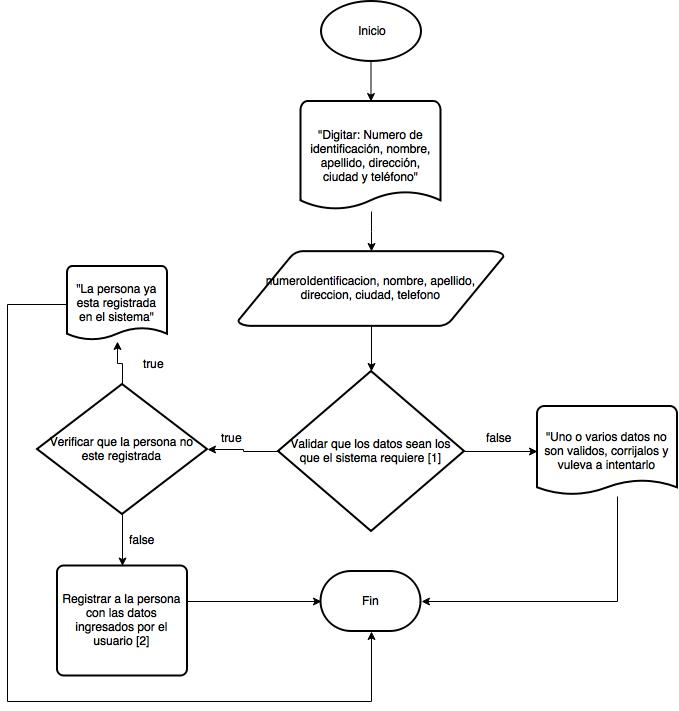 Inicio
"Digitar: Numero de
identificación, nombre,
apellido, dirección,
ciudad y teléfono"
numeroIdentificacion, nombre, apellido,
direccion, ciudad, telefono
"La persona ya
esta registrada
en el sistema"
true
Verificar que la persona no
este registrada
true
Validar que los datos sean los
que el sistema requiere [1]
false
"Uno o varios datos no
son validos, corrijalos y
vuleva a intentarlo
false
Registrar a la persona
con las datos
ingresados por el
usuario [2]
Fin